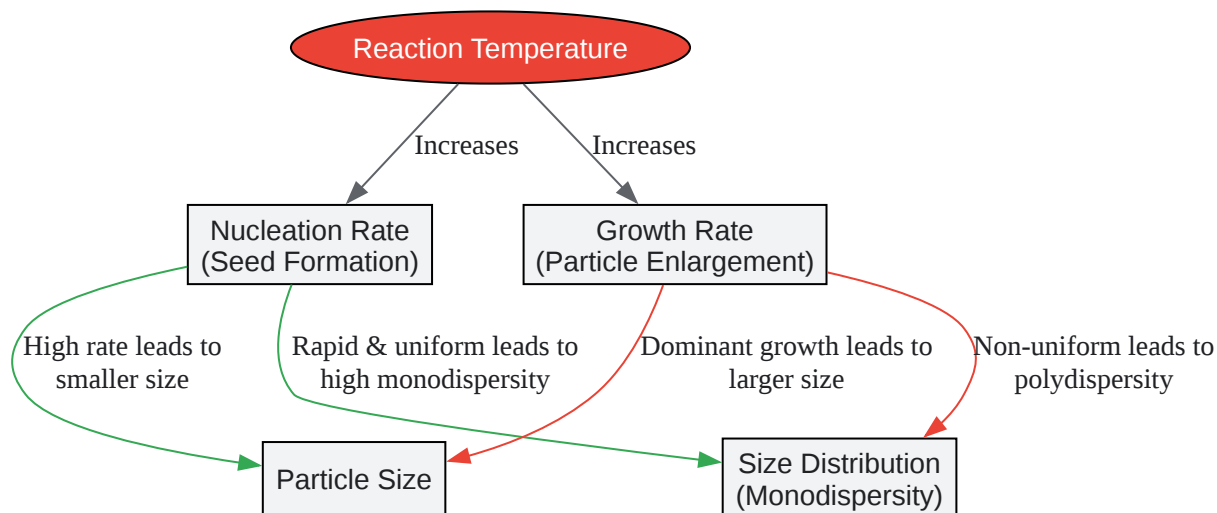 Reaction Temperature
Increases
Increases
Nucleation Rate
(Seed Formation)
Growth Rate
(Particle Enlargement)
High rate leads to
smaller size
Rapid & uniform leads to
high monodispersity
Dominant growth leads to
larger size
Non-uniform leads to
polydispersity
Particle Size
Size Distribution
(Monodispersity)